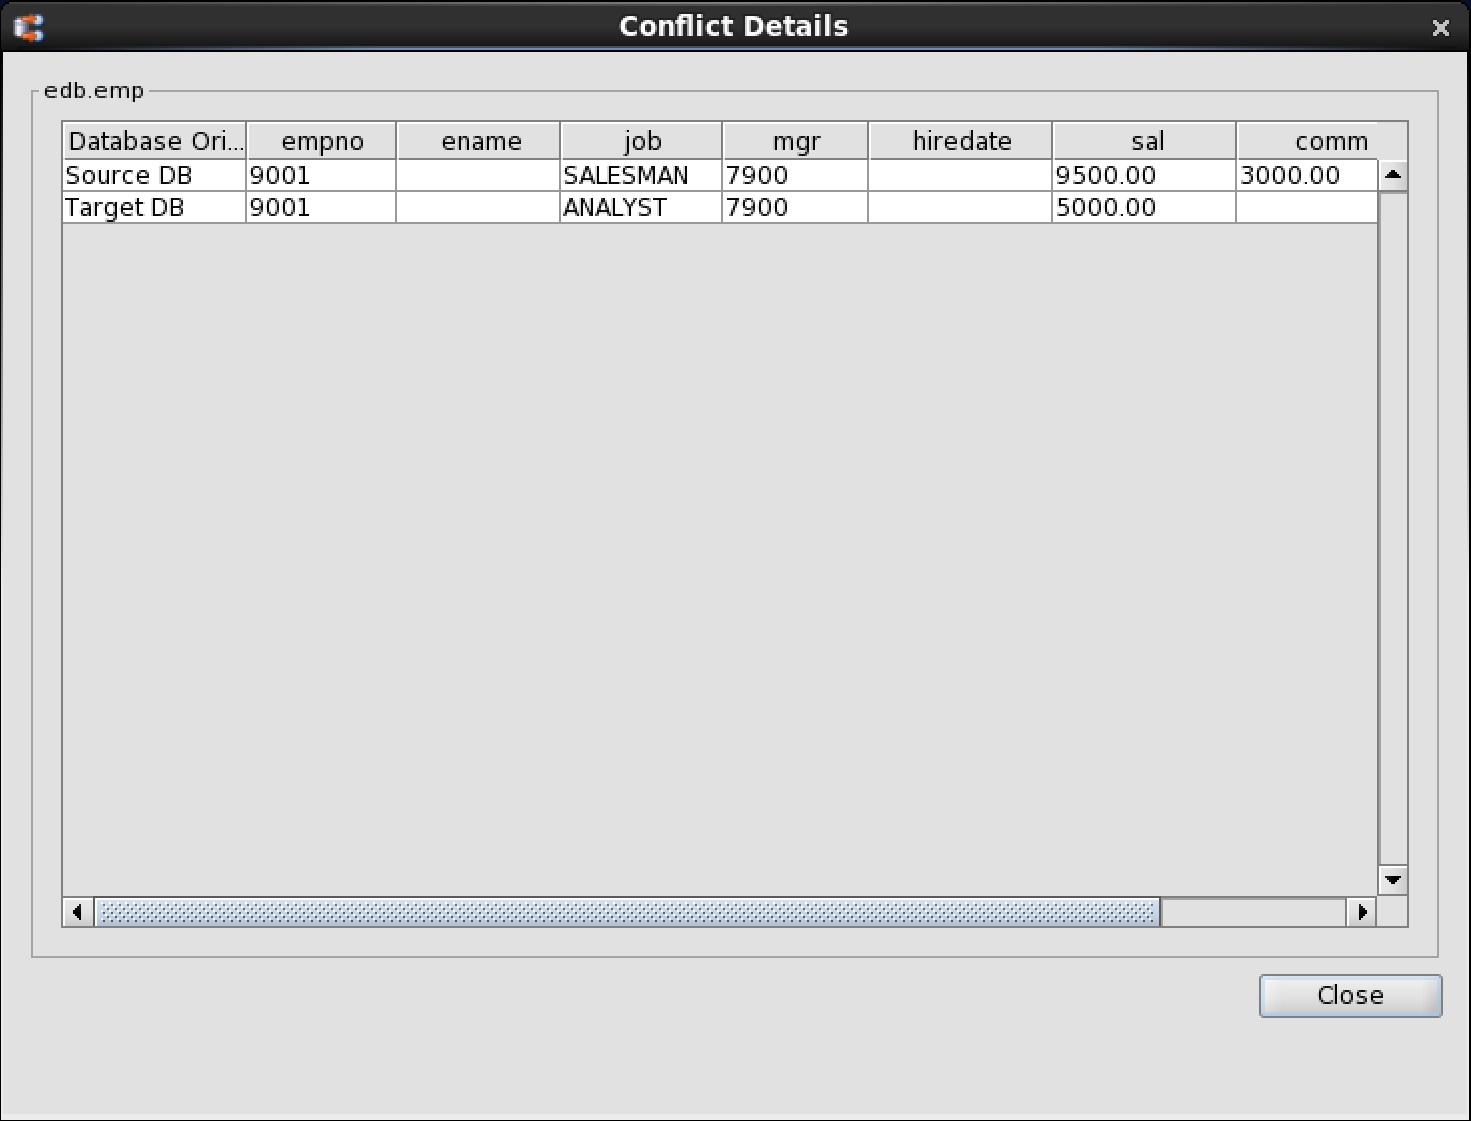 Conflict Details
edb.emp
Database Ori... empno ename job mgr hiredate sal comm
Source DB 9001 SALESMAN 7900 9500.00 3000.00
Target DB 9001 ANALYST 7900 5000.00
Close